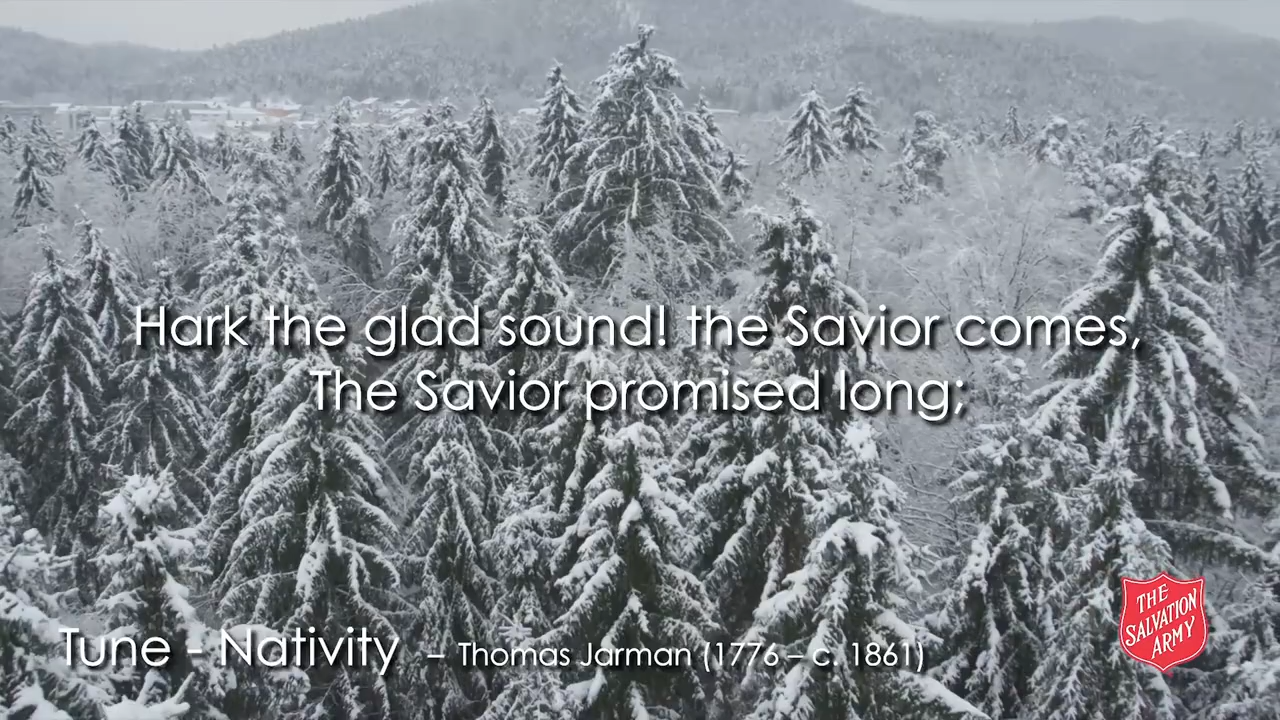 Hark the glad sound! the Savior comes,
The Savior promised long;
Tune - Nativity – Thomas Jarman (1776 – c. 1861)
THE
SALVATION
ARMY